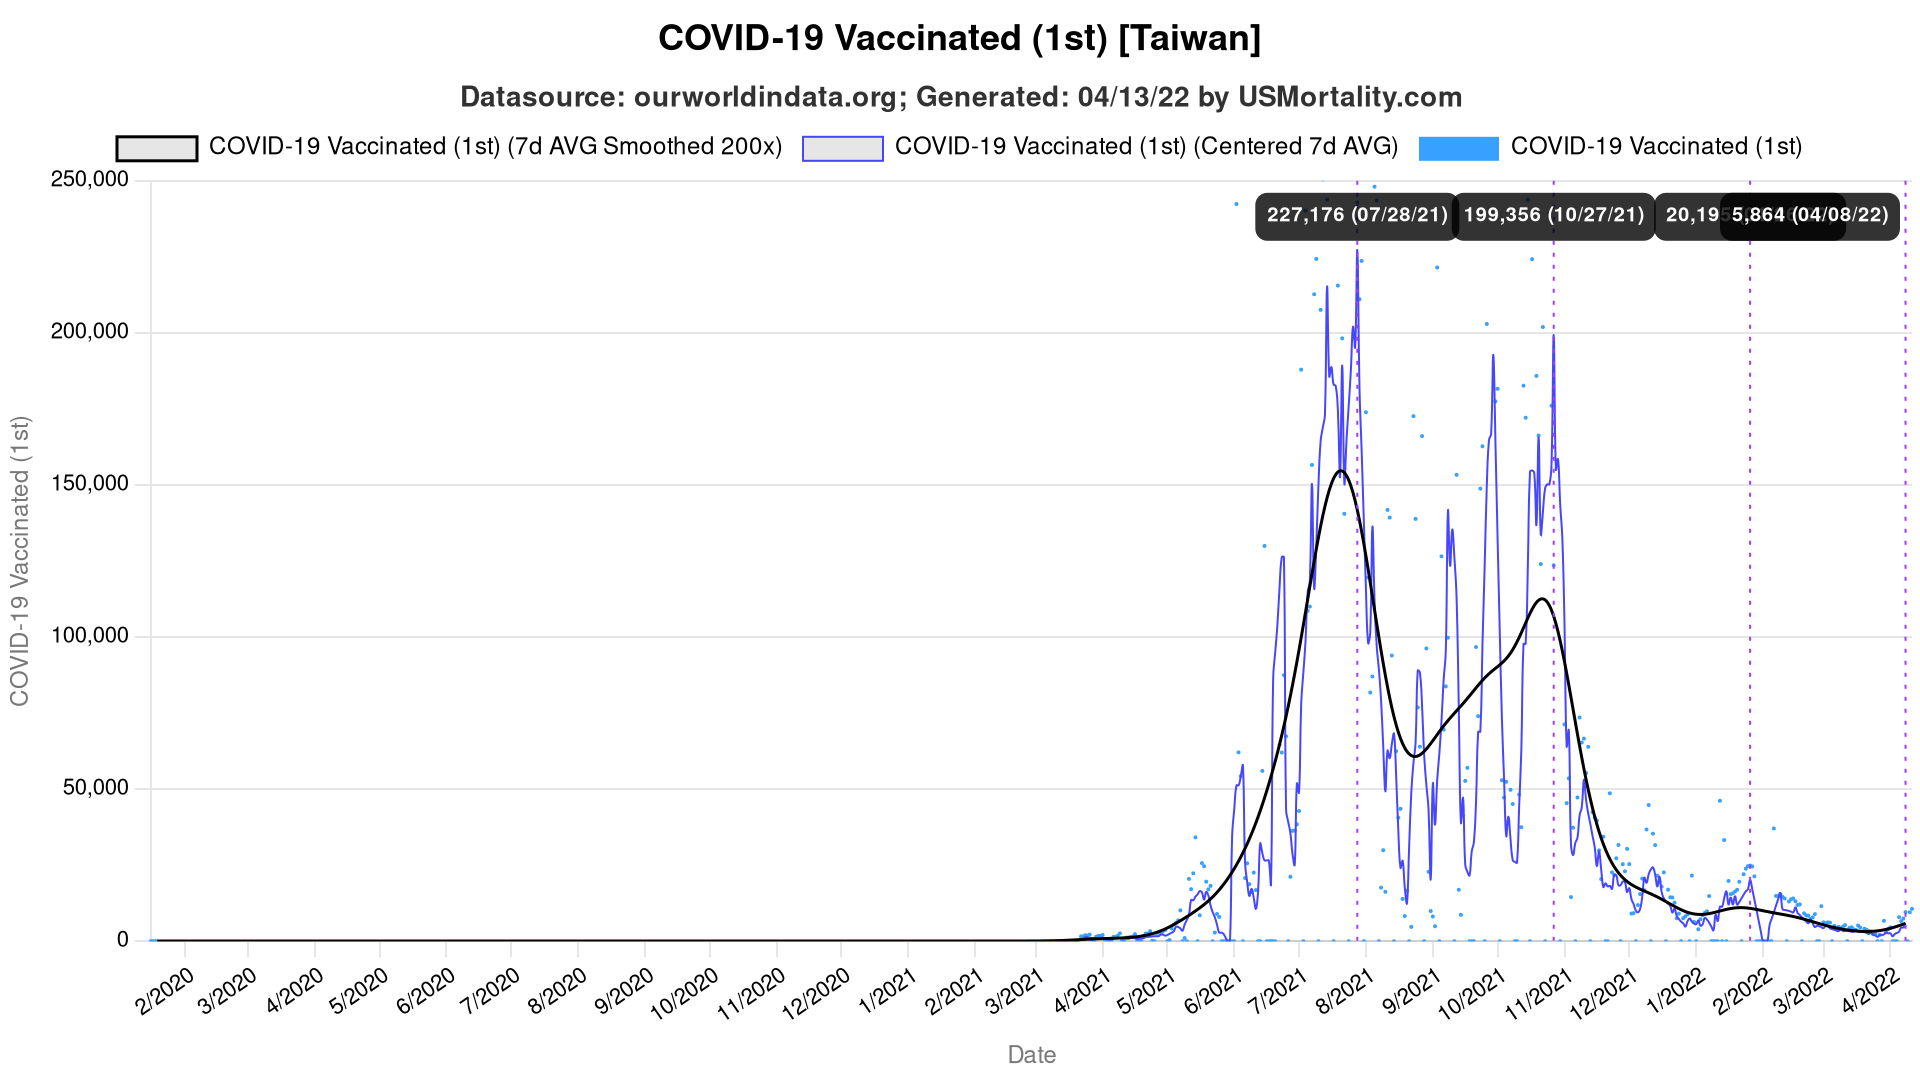 COVID-19 Vaccinated (1st) [Taiwan]
Datasource: ourworldindata.org; Generated: 04/13/22 by USMortality.com
COVID-19 Vaccinated (1st) (7d AVG Smoothed 200x) COVID-19 Vaccinated (1st) (Centered 7d AVG) COVID-19 Vaccinated (1st)
250,000
227,176 (07/28/21) 199,356 (10/27/21) 20,19 5,864 (04/08/22)
200,000
150,000
100,000
50,000
0
COVID-19 Vaccinated (1st)
2/2020 3/2020 4/2020 5/2020 6/2020 7/2020 8/2020 9/2020 10/2020 11/2020 12/2020 1/2021 2/2021 3/2021 4/2021 5/2021 6/2021 7/2021 8/2021 9/2021 10/2021 11/2021 12/2021 1/2022 2/2022 3/2022 4/2022
Date